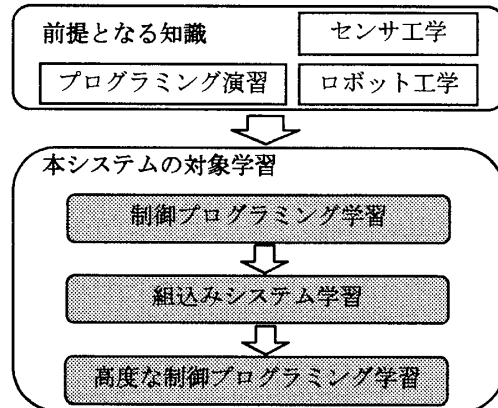 前提となる知識
センサ工学
プログラミング演習
ロボット工学
本システムの対象学習
制御プログラミング学習
組込みシステム学習
高度な制御プログラミング学習